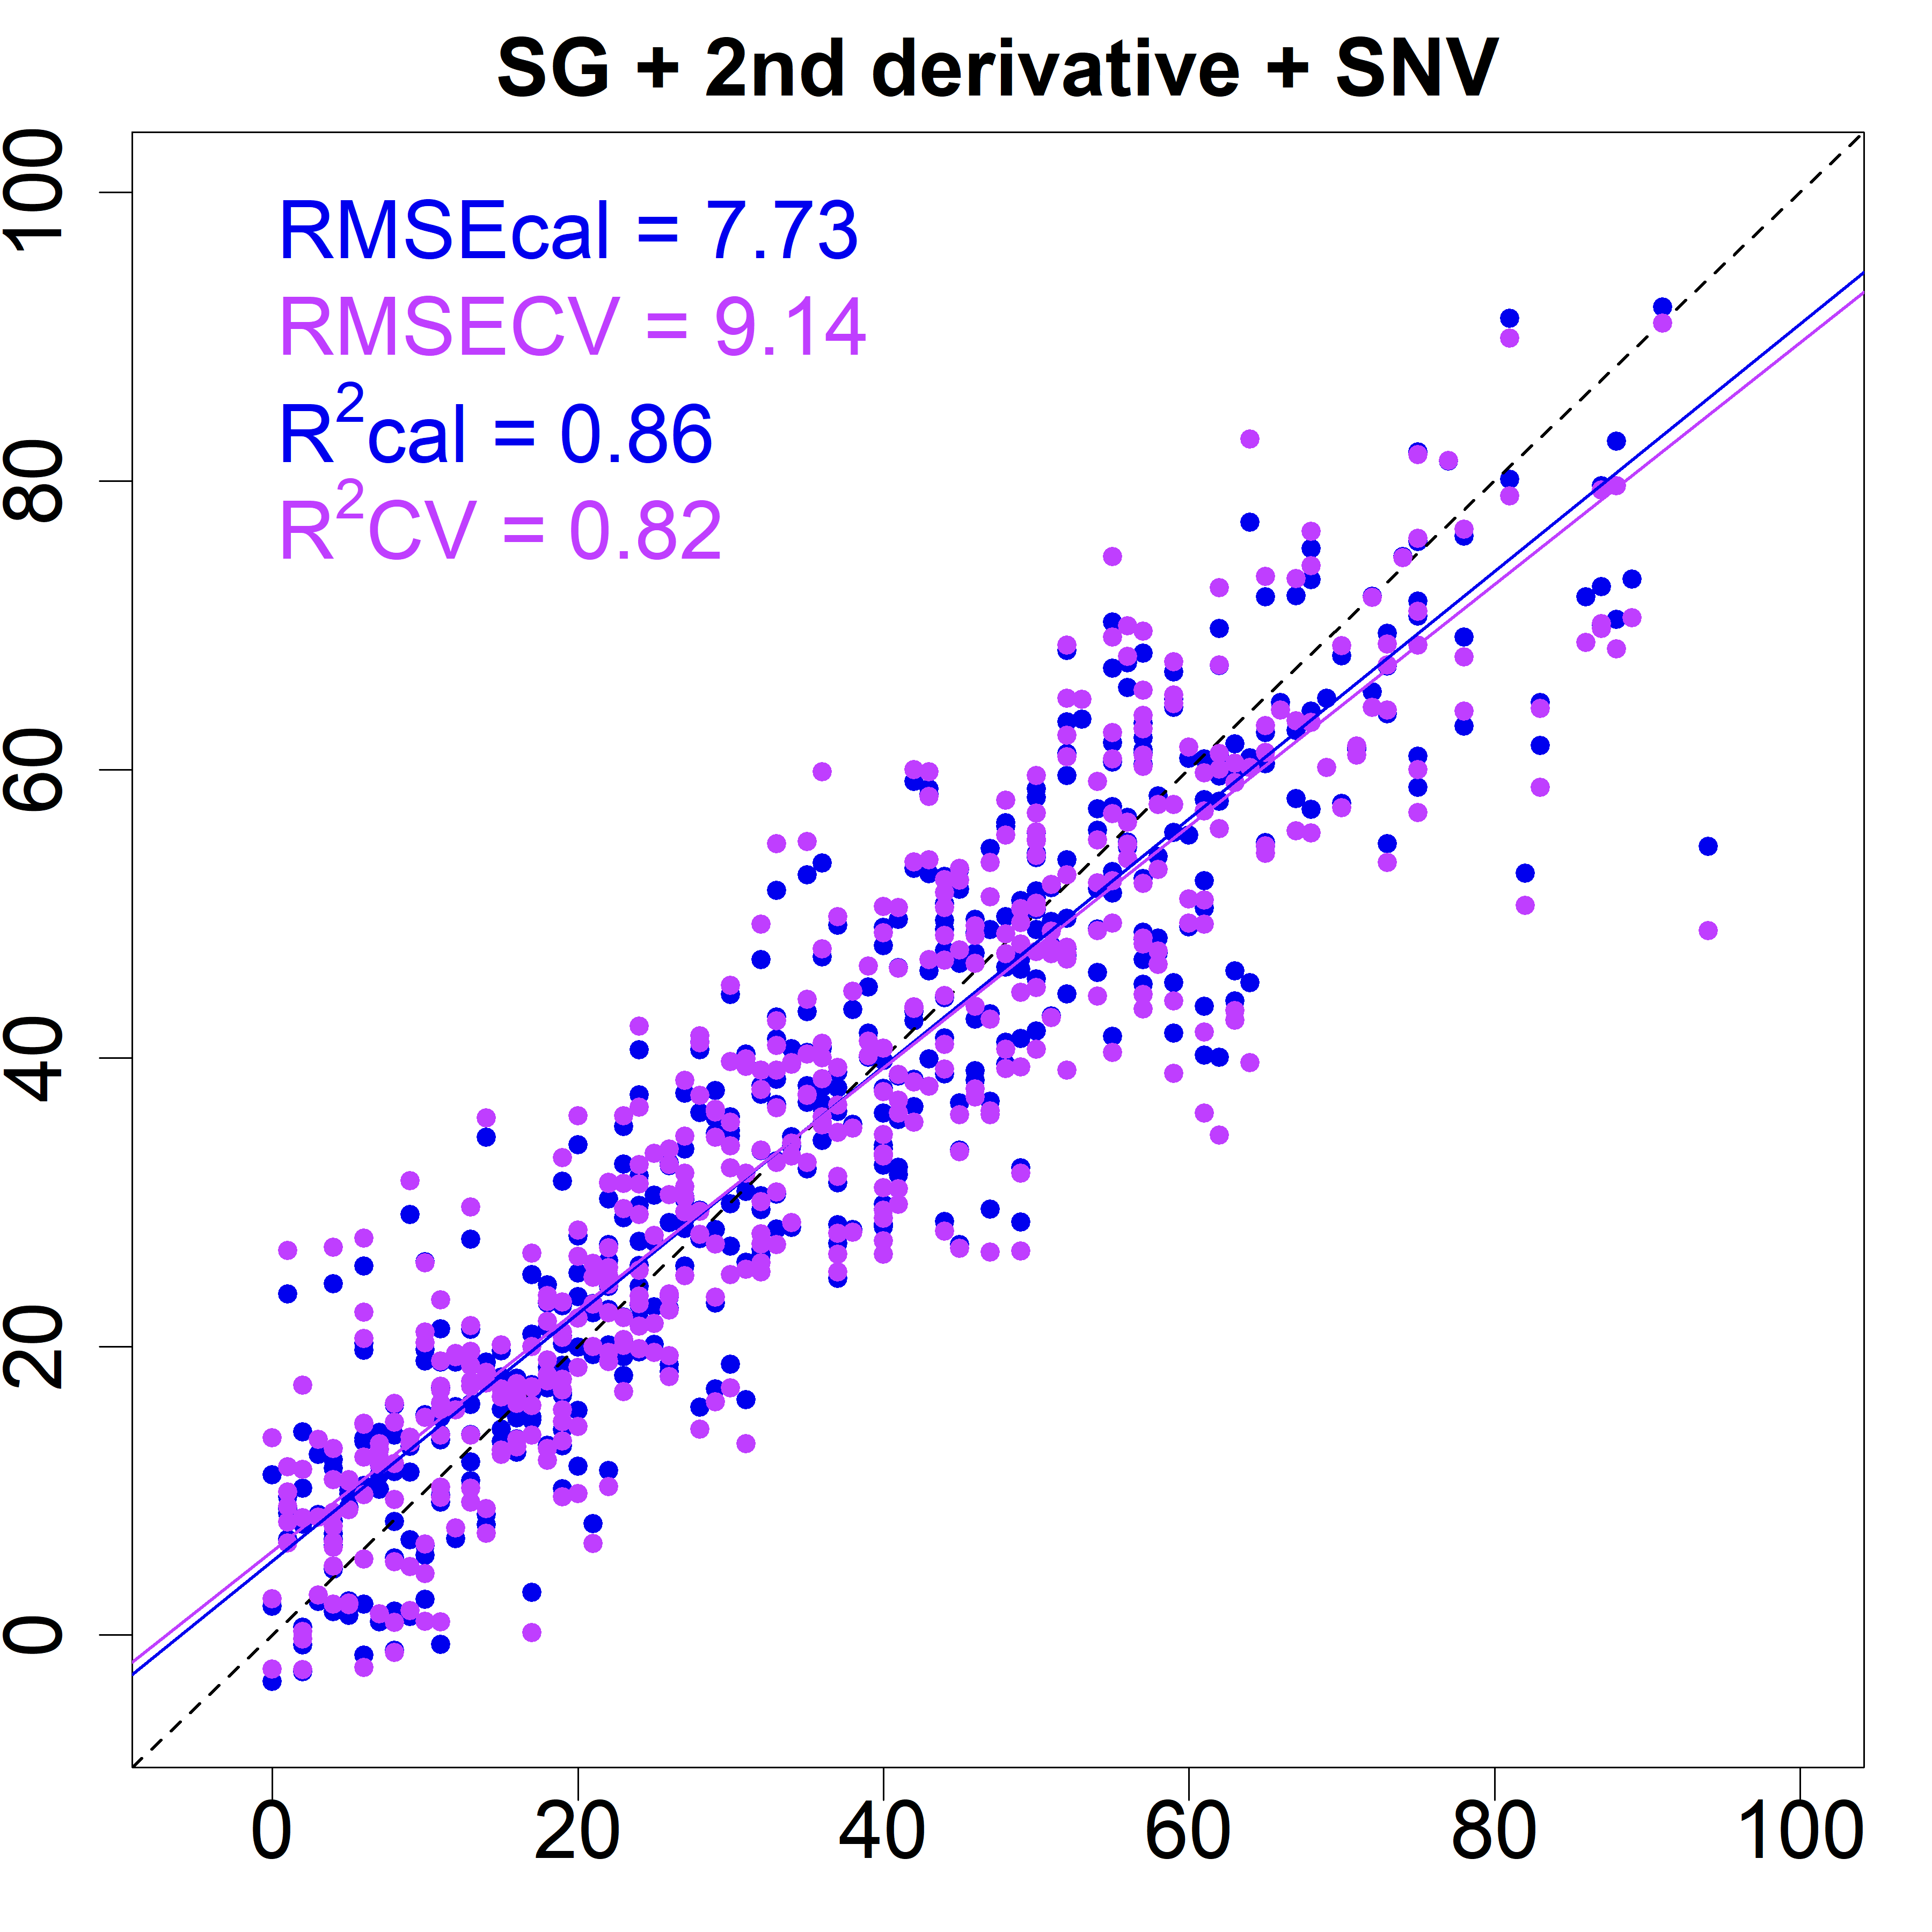 SG + 2nd derivative + SNV
RMSEcal = 7.73
RMSECV = 9.14
R²cal = 0.86
R²CV = 0.82
100
80
60
40
20
0
0 20 40 60 80 100